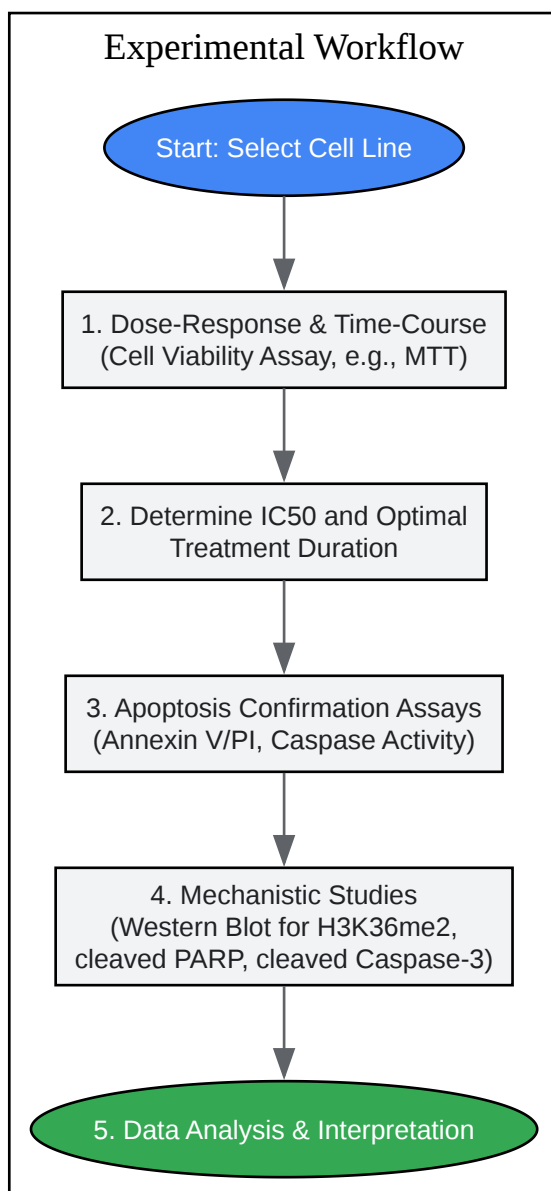 Experimental Workflow
Start: Select Cell Line
1. Dose-Response & Time-Course
(Cell Viability Assay, e.g., MTT)
2. Determine IC50 and Optimal
Treatment Duration
3. Apoptosis Confirmation Assays
(Annexin V/PI, Caspase Activity)
4. Mechanistic Studies
(Western Blot for H3K36me2,
cleaved PARP, cleaved Caspase-3)
5. Data Analysis & Interpretation